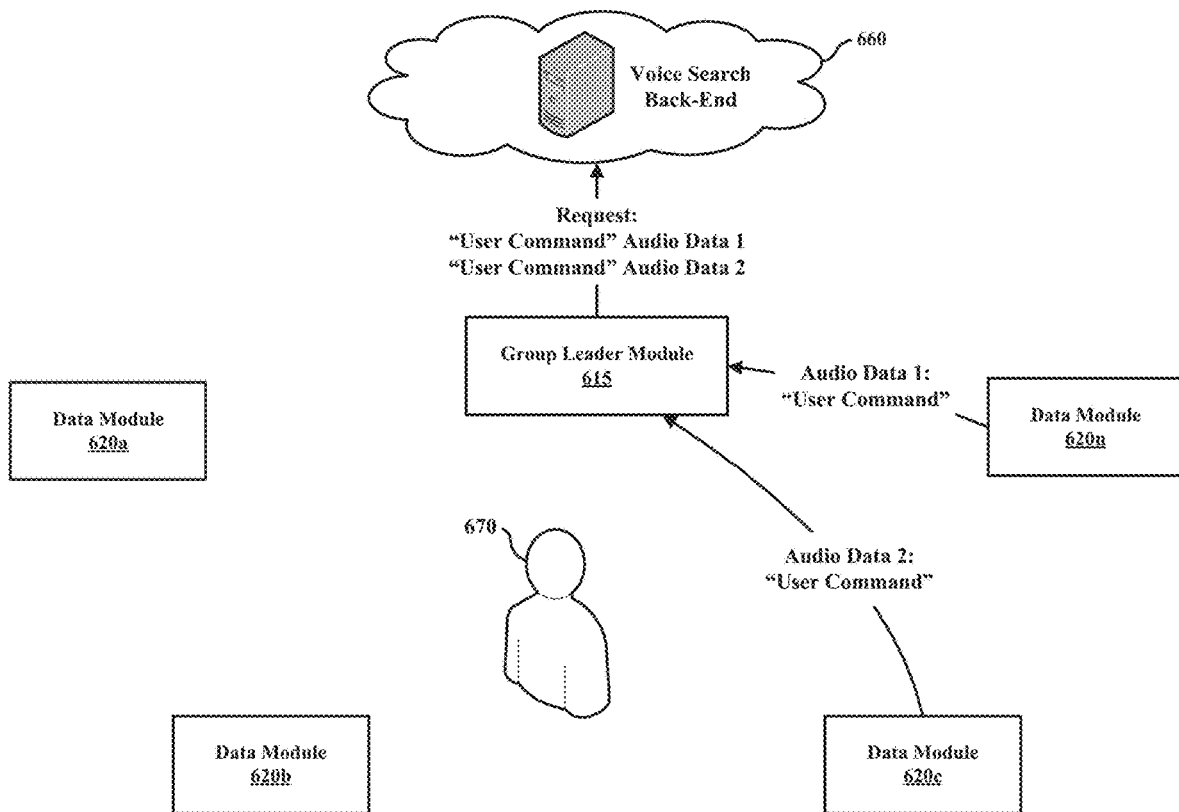 660
Voice Search
Back-End
Request:
“User Command” Audio Data 1
“User Command” Audio Data 2
Group Leader Module
615
Audio Data 1:
“User Command”
Data Module
620a
Data Module
620n
670
Audio Data 2:
“User Command”
Data Module
620b
Data Module
620c